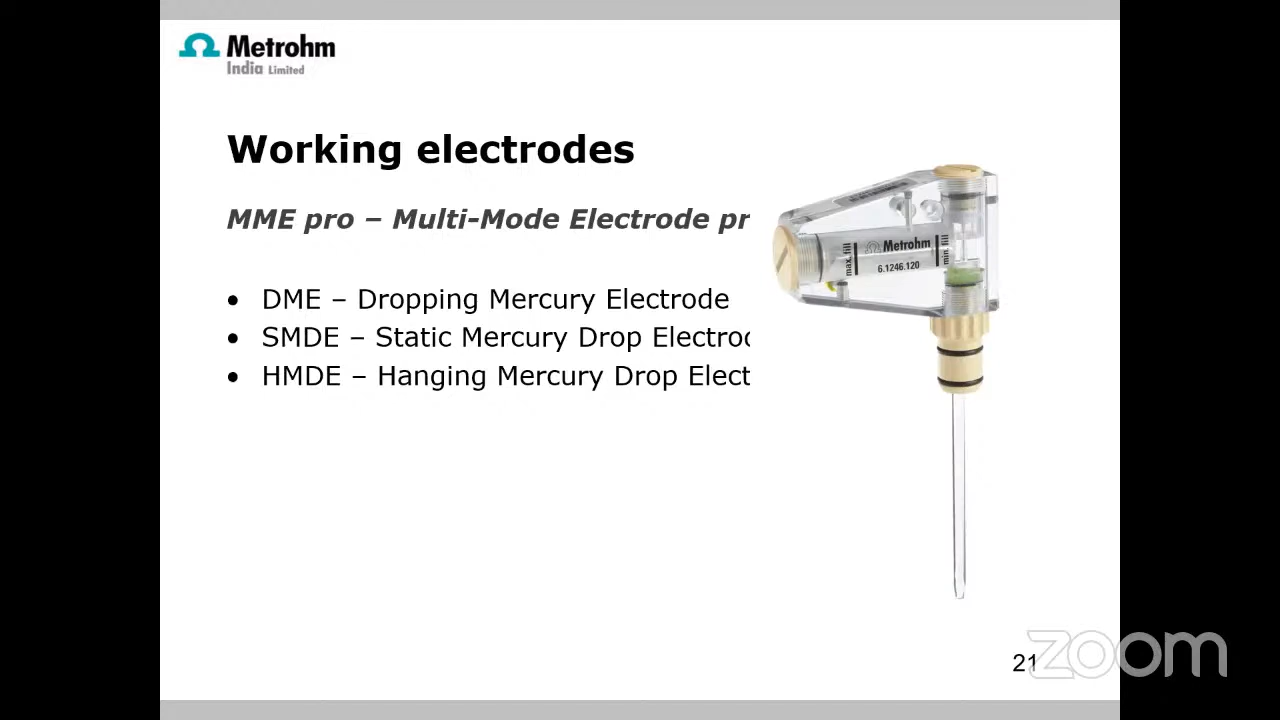 Metrohm
India Limited
Working electrodes
MME pro – Multi-Mode Electrode pr
• DME – Dropping Mercury Electrode
• SMDE – Static Mercury Drop Electrod
• HMDE – Hanging Mercury Drop Elect
max. fill
Metrohm
6.1246.120
min. fill
21
zoom